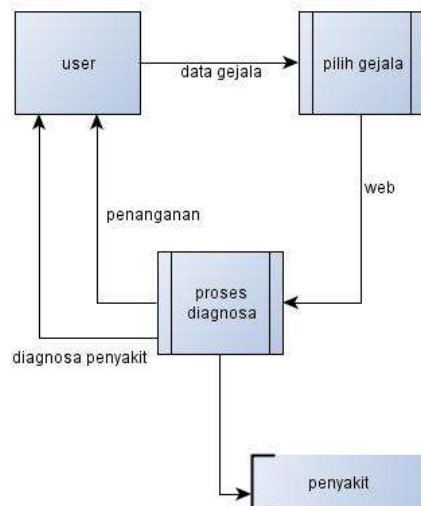 user
data gejala
pilih gejala
web
penanganan
proses
diagnosa
diagnosa penyakit
penyakit